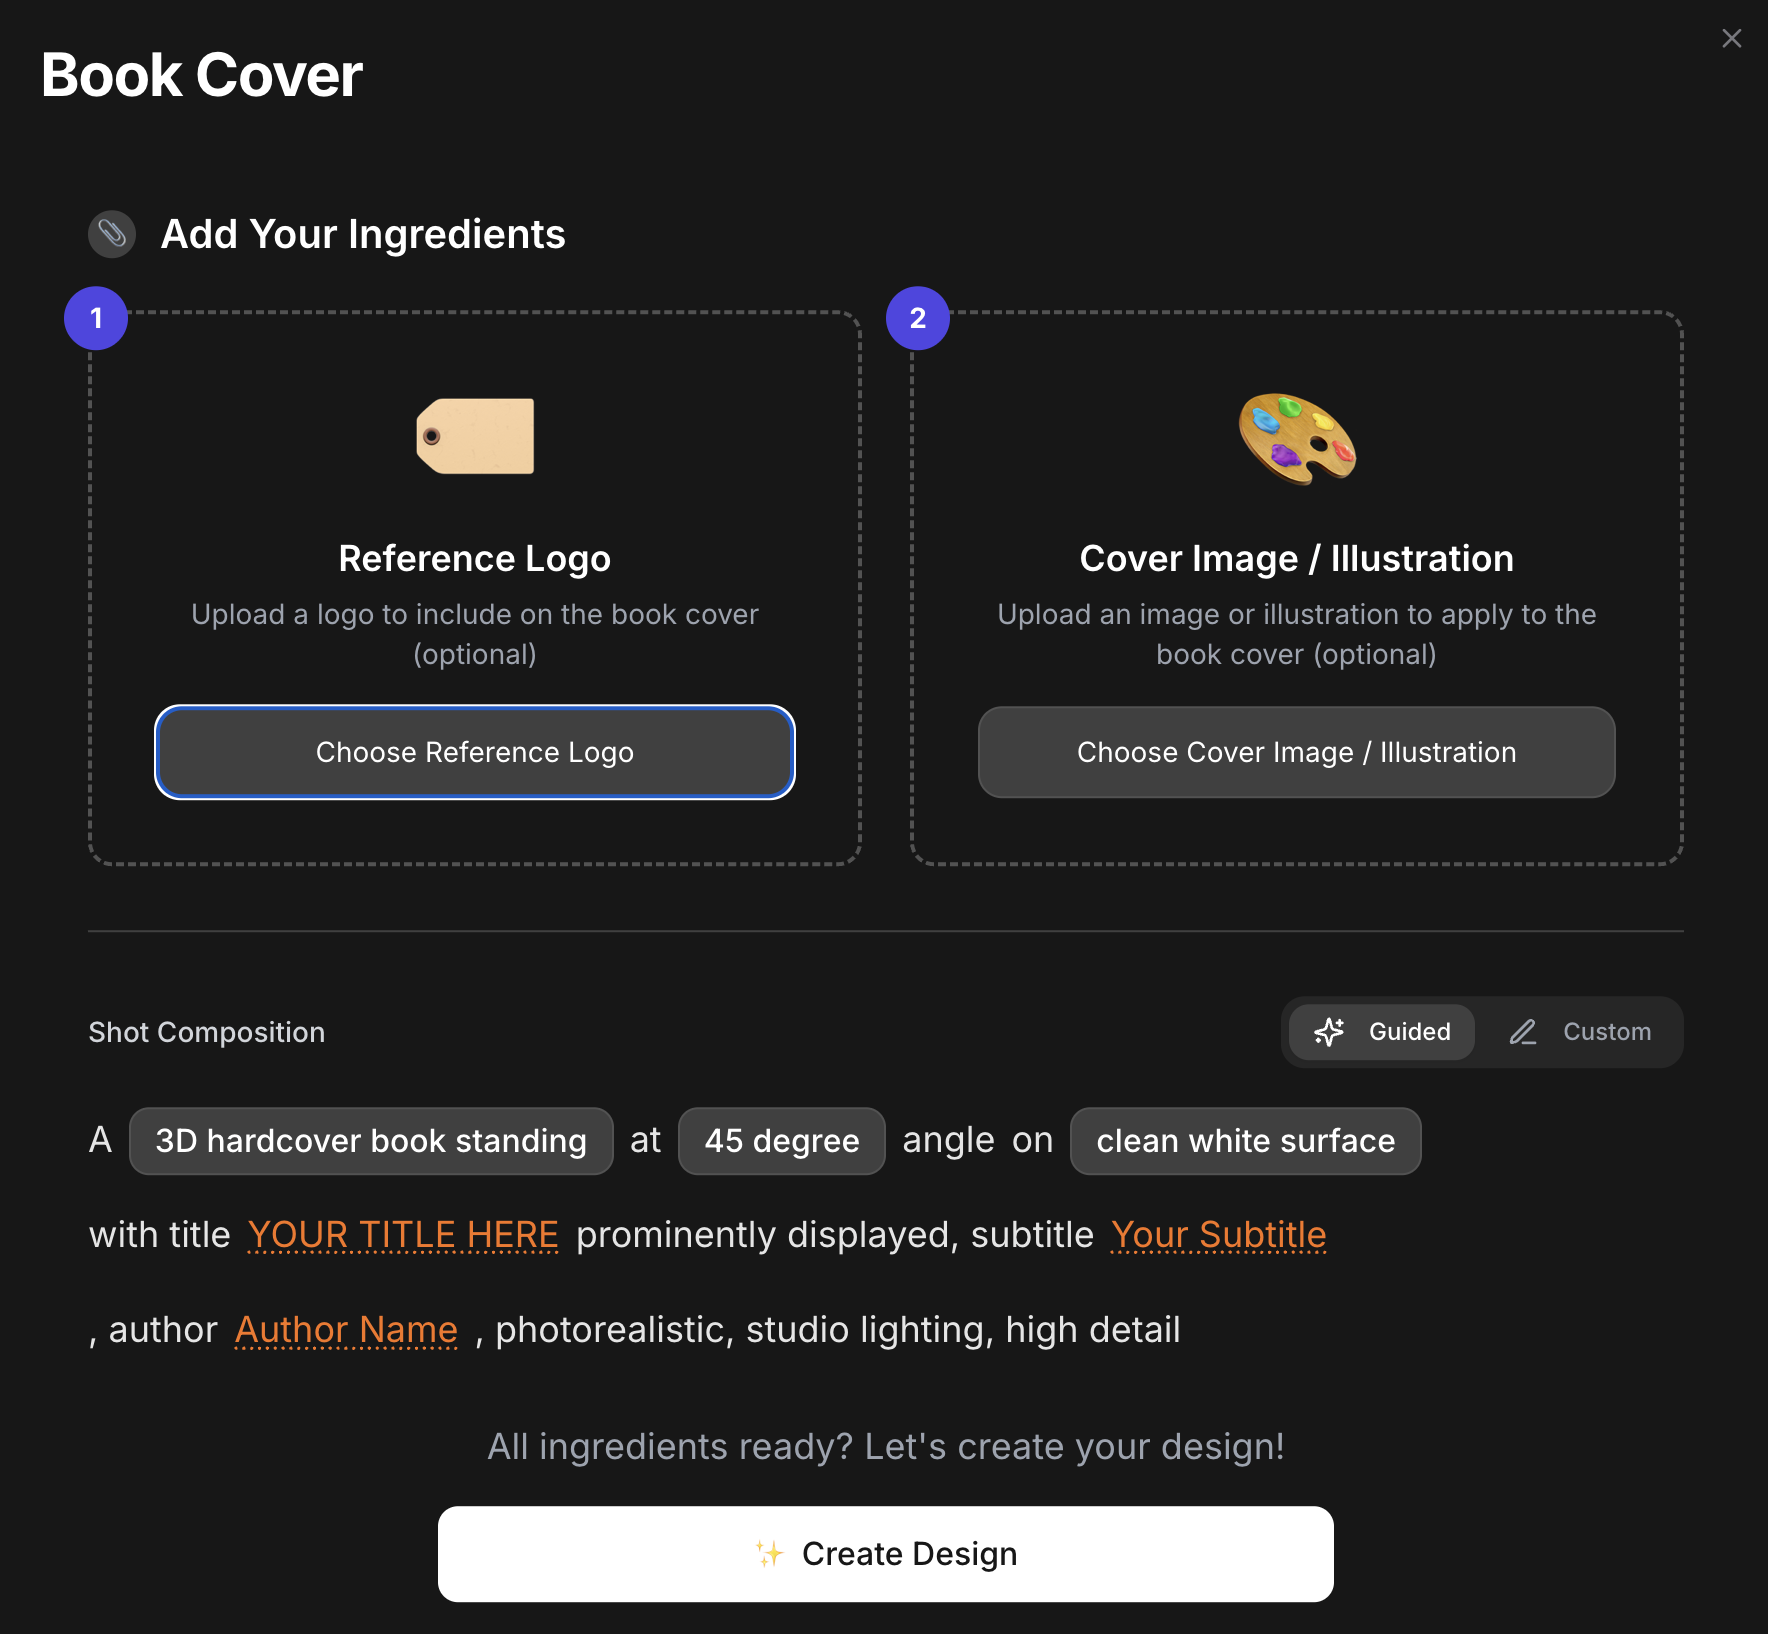 Book Cover
Add Your Ingredients
1
Reference Logo
Upload a logo to include on the book cover
(optional)
Choose Reference Logo
2
Cover Image / Illustration
Upload an image or illustration to apply to the
book cover (optional)
Choose Cover Image / Illustration
Shot Composition
Guided
Custom
A 3D hardcover book standing at 45 degree angle on clean white surface
with title YOUR TITLE HERE prominently displayed, subtitle Your Subtitle
, author Author Name , photorealistic, studio lighting, high detail
All ingredients ready? Let's create your design!
✨ Create Design